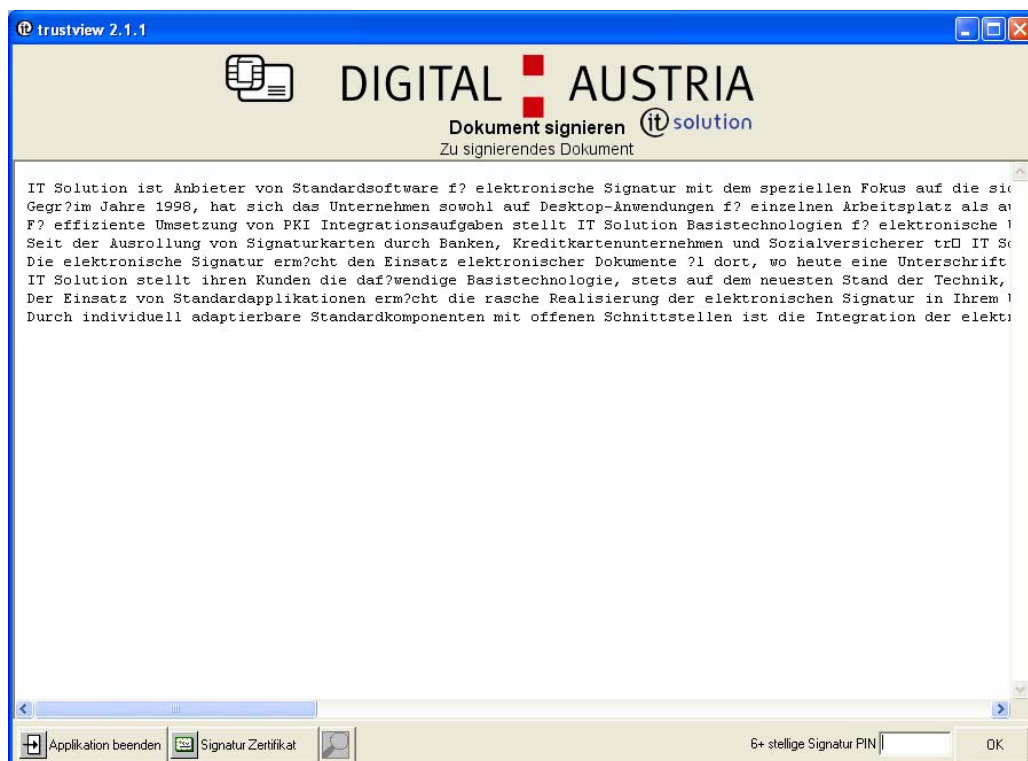 trustview 2.1.1
DIGITAL AUSTRIA
Dokument signieren it solution
Zu signierendes Dokument
IT Solution ist Anbieter von Standardsoftware f? elektronische Signatur mit dem speziellen Fokus auf die
Gegr?im Jahre 1998, hat sich das Unternehmen sowohl auf Desktop-Anwendungen f? einzelnen Arbeitsplatz als
F? effiziente Umsetzung von PKI Integrationsaufgaben stellt IT Solution Basistechnologien f? elektronische
Seit der Ausrollung von Signaturkarten durch Banken, Kreditkartenunternehmen und Sozialversicherer tr□ IT
Die elektronische Signatur erm?cht den Einsatz elektronischer Dokumente ?l dort, wo heute eine Unterschrift
IT Solution stellt ihren Kunden die daf?wendige Basistechnologie, stets auf dem neuesten Stand der Technik,
Der Einsatz von Standardapplikationen erm?cht die rasche Realisierung der elektronischen Signatur in Ihrem
Durch individuell adaptierbare Standardkomponenten mit offenen Schnittstellen ist die Integration der
Applikation beenden Signatur Zertifikat 6+ stellige Signatur PIN OK